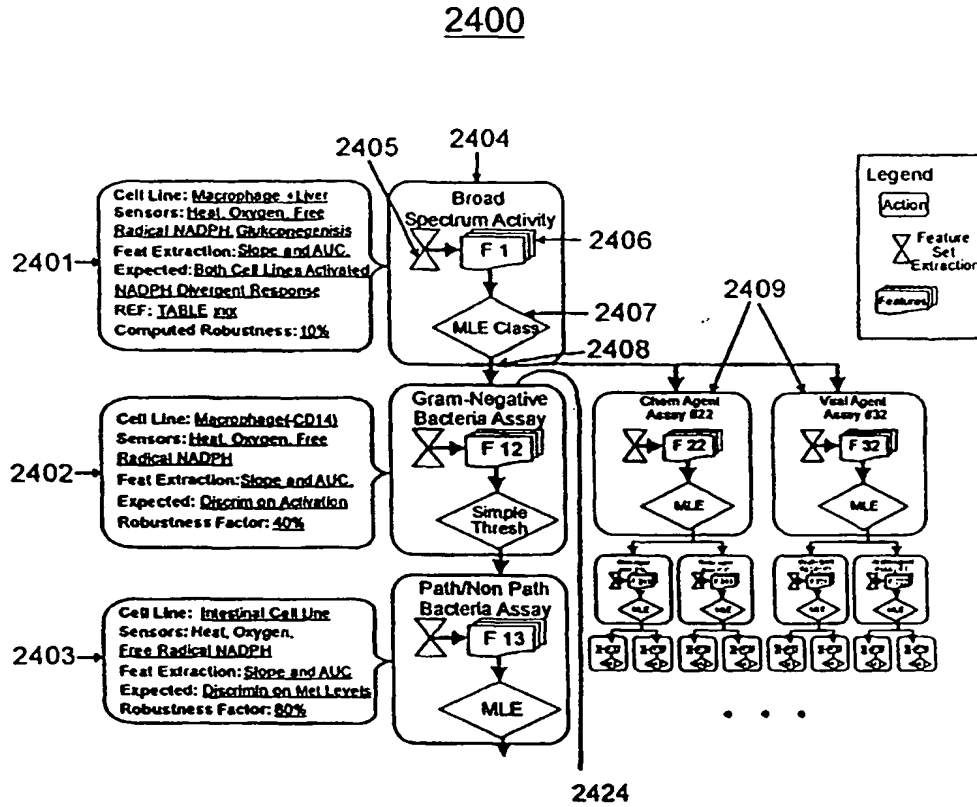 2400
2404
2405
Cell Line: Macrophage +Liver
Sensors: Heat, Oxygen, Free
Radical NADPH, Glukconegenisis
Feat Extraction: Slope and AUC.
Expected: Both Cell Lines Activated
NADPH Divergent Response
REF: TABLE xxx
Computed Robustness: 10%
2401
Broad
Spectrum Activity
F 1
2406
MLE Class
2407
2408
2409
Legend
Action
Feature
Set
Extraction
Features
Cell Line: Macrophage(-CD14)
Sensors: Heat, Oxygen, Free
Radical NADPH
Feat Extraction: Slope and AUC.
Expected: Discrim on Activation
Robustness Factor: 40%
2402
Gram-Negative
Bacteria Assay
F 12
Simple
Thresh
Chem Agent
Assay #22
F 22
MLE
Viral Agent
Assay #32
F 32
MLE
Cell Line: Intestinal Cell Line
Sensors: Heat, Oxygen,
Free Radical NADPH
Feat Extraction: Slope and AUC
Expected: Discrimin on Met Levels
Robustness Factor: 80%
2403
Path/Non Path
Bacteria Assay
F 13
MLE
MLE
MLE
MLE
MLE
. . .
2424